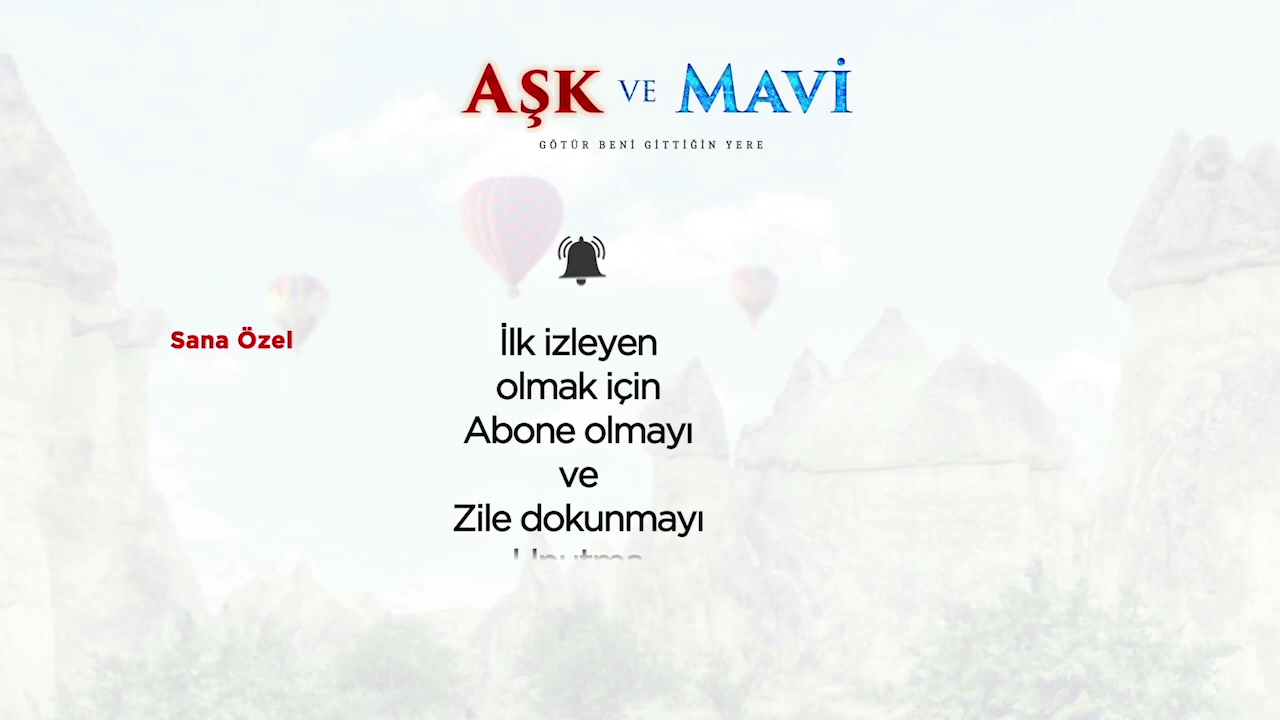 AŞK VE MAVİ
GÖTÜR BENİ GİTTİĞİN YERE
Sana Özel
İlk izleyen
olmak için
Abone olmayı
ve
Zile dokunmayı